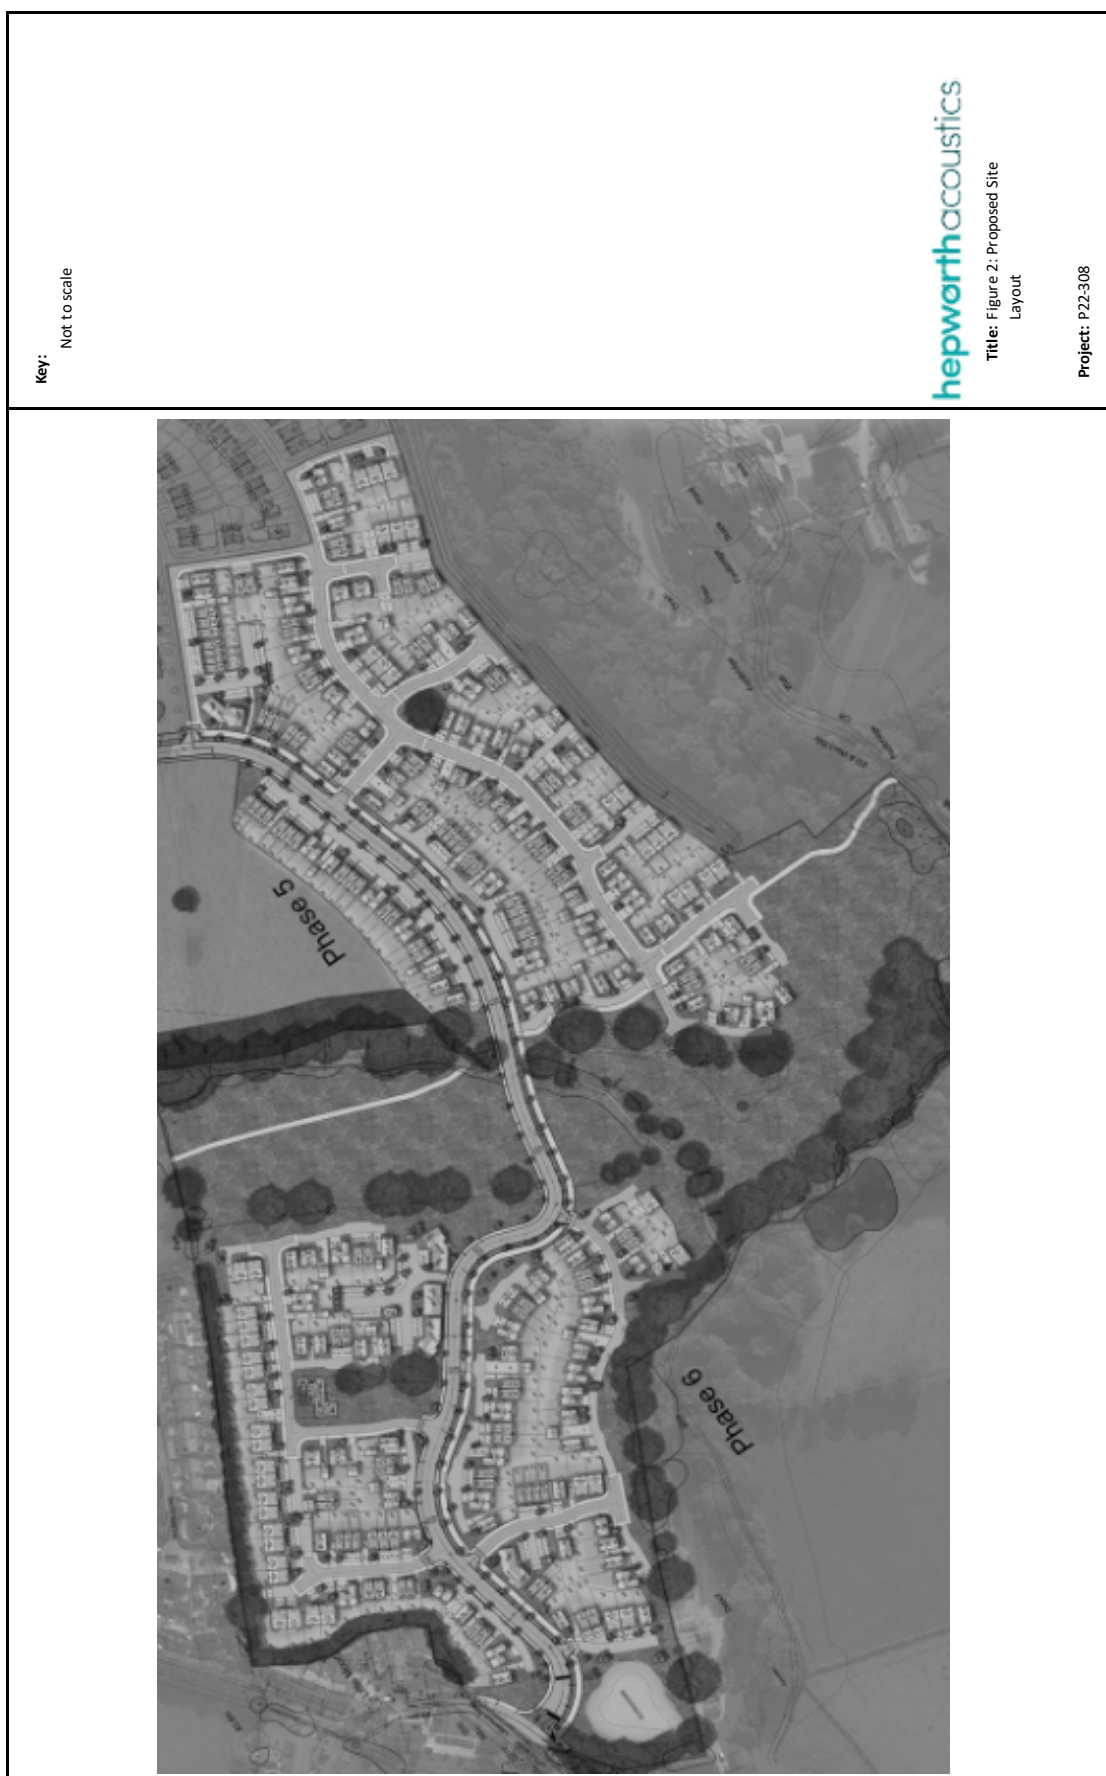 Key:
Not to scale
hepworthacoustics
Title: Figure 2: Proposed Site
Layout
Project: P22-308
Phase 5
Phase 6